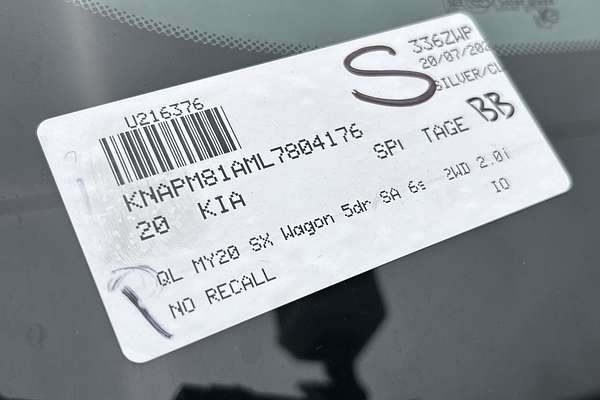 336ZWP
20/07/202
SILVER/CL
S
U216376
KNAPM81AML7804176
SPI TAGE BB
20 KIA
QL MY20 SX Wagon 5dr SA 6s 2WD 2.0i
IO
NO RECALL